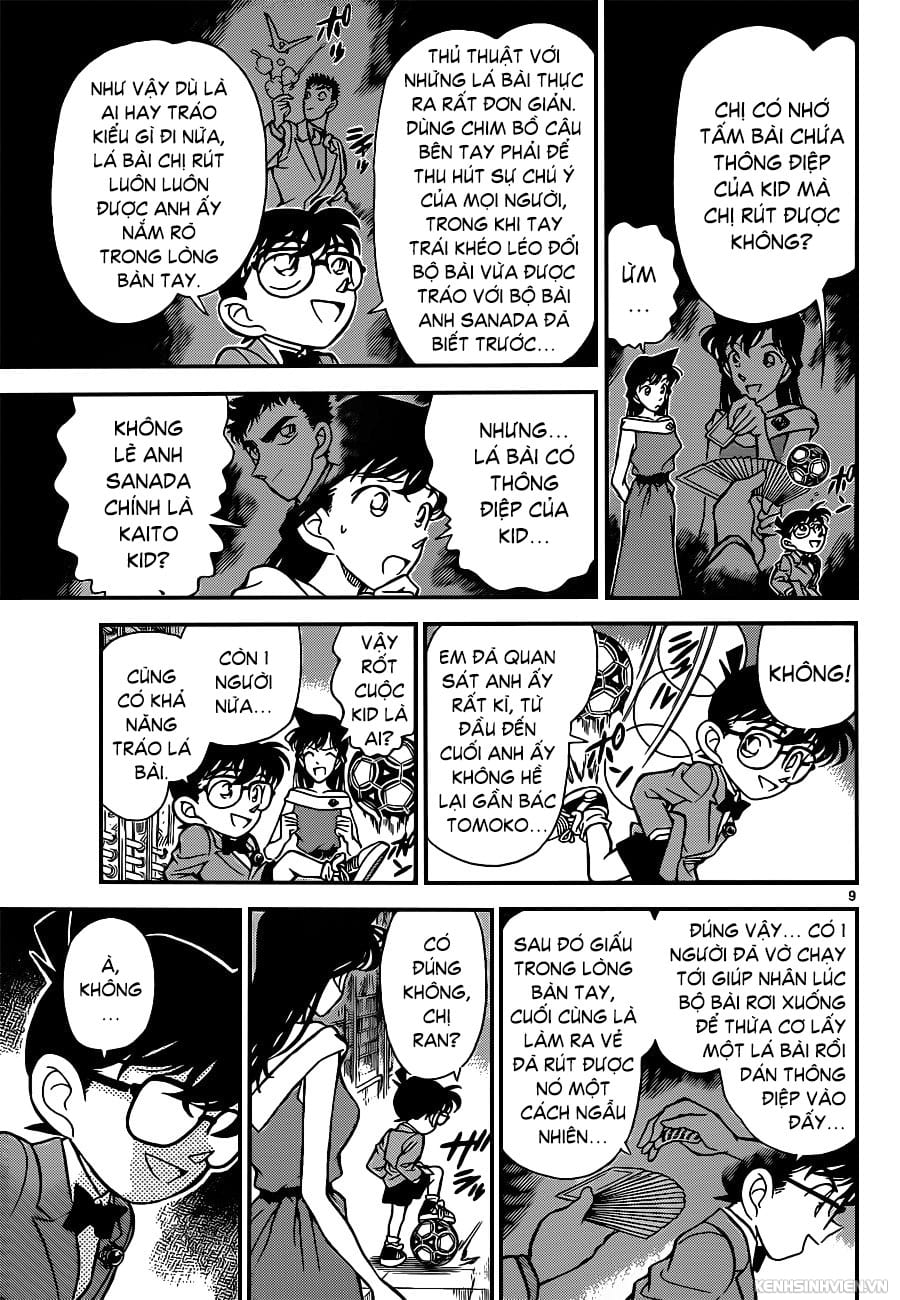 CHỊ CÓ NHỚ
TẤM BÀI CHỨA
THÔNG ĐIỆP
CỦA KID MÀ
CHỊ RÚT ĐƯỢC
KHÔNG?
ỪM
...
THỦ THUẬT VỚI
NHỮNG LÁ BÀI THỰC
RA RẤT ĐƠN GIẢN.
DÙNG CHIM BỒ CÂU
BÊN TAY PHẢI ĐỂ
THU HÚT SỰ CHÚ Ý
CỦA MỌI NGƯỜI,
TRONG KHI TAY
TRÁI KHÉO LÉO ĐỔI
BỘ BÀI VỪA ĐƯỢC
TRÁO VỚI BỘ BÀI
ANH SANADA ĐÃ
BIẾT TRƯỚC...
NHƯ VẬY DÙ LÀ
AI HAY TRÁO
KIỂU GÌ ĐI NỮA,
LÁ BÀI CHỊ RÚT
LUÔN LUÔN
ĐƯỢC ANH ẤY
NẮM RÕ
TRONG LÒNG
BÀN TAY.
NHƯNG...
LÁ BÀI CÓ
THÔNG
ĐIỆP CỦA
KID...
KHÔNG
LẼ ANH
SANADA
CHÍNH LÀ
KAITO
KID?
KHÔNG!
EM ĐÃ QUAN
SÁT ANH ẤY
RẤT KĨ, TỪ
ĐẦU ĐẾN
CUỐI ANH ẤY
KHÔNG HỀ
LẠI GẦN BÁC
TOMOKO...
VẬY
RỐT
CUỘC
KID LÀ
AI?
CÒN 1
NGƯỜI
NỮA...
CŨNG
CÓ KHẢ
NĂNG
TRÁO LÁ
BÀI.
9
ĐÚNG VẬY... CÓ 1
NGƯỜI ĐÃ VỜ CHẠY
TỚI GIÚP NHÂN LÚC
BỘ BÀI RƠI XUỐNG
ĐỂ THỪA CƠ LẤY
MỘT LÁ BÀI RỒI
DÁN THÔNG
ĐIỆP VÀO
ĐẤY...
SAU ĐÓ GIẤU
TRONG LÒNG
BÀN TAY,
CUỐI CÙNG LÀ
LÀM RA VẺ
ĐÃ RÚT ĐƯỢC
NÓ MỘT
CÁCH NGẪU
NHIÊN...
CÓ
ĐÚNG
KHÔNG,
CHỊ
RAN?
À,
KHÔNG
...
KENHSINHVIEN.VN